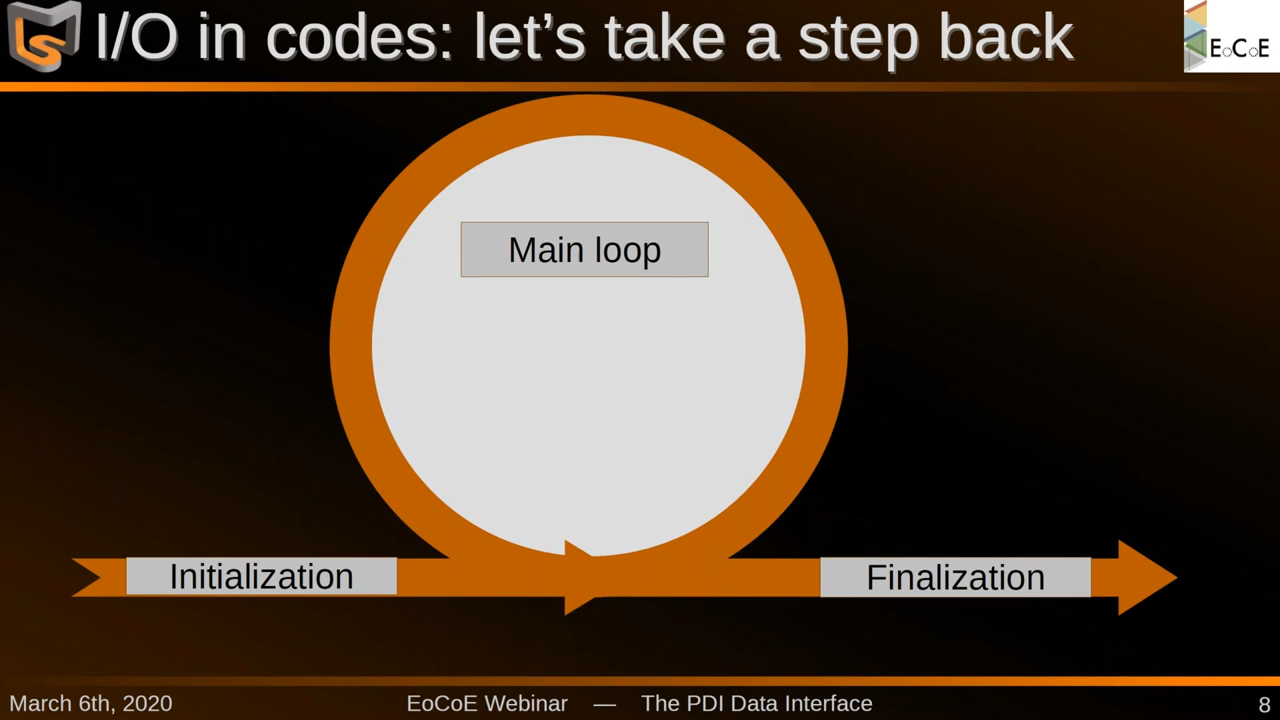 I/O in codes: let’s take a step back
EoCoE
Main loop
Initialization
Finalization
March 6th, 2020
EoCoE Webinar — The PDI Data Interface
8